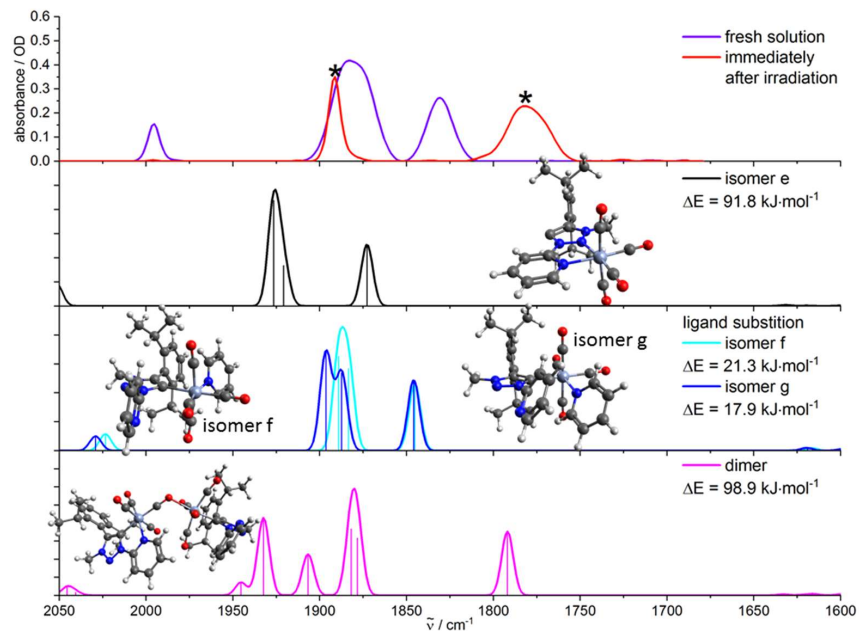 absorbance / OD
0.6
0.5
0.4
0.3
0.2
0.1
0.0
*
*
fresh solution
immediately
after irradiation
isomer e
ΔE = 91.8 kJ·mol⁻¹
isomer f
isomer g
ligand substition
isomer f
ΔE = 21.3 kJ·mol⁻¹
isomer g
ΔE = 17.9 kJ·mol⁻¹
dimer
ΔE = 98.9 kJ·mol⁻¹
2050 2000 1950 1900 1850 1800 1750 1700 1650 1600
ṽ / cm⁻¹